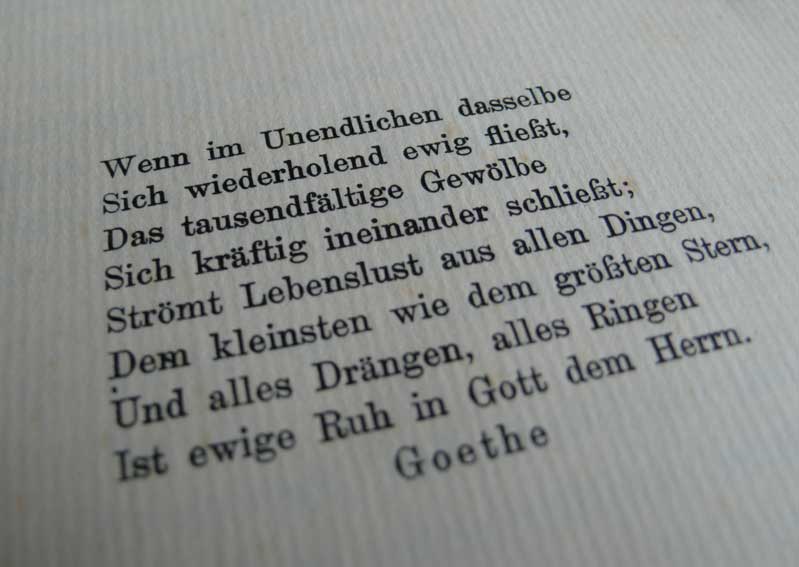 Wenn im Unendlichen dasselbe
Sich wiederholend ewig fließt,
Das tausendfältige Gewölbe
Sich kräftig ineinander schließt;
Strömt Lebenslust aus allen Dingen,
Dem kleinsten wie dem größten Stern,
Und alles Drängen, alles Ringen
Ist ewige Ruh in Gott dem Herrn.
Goethe